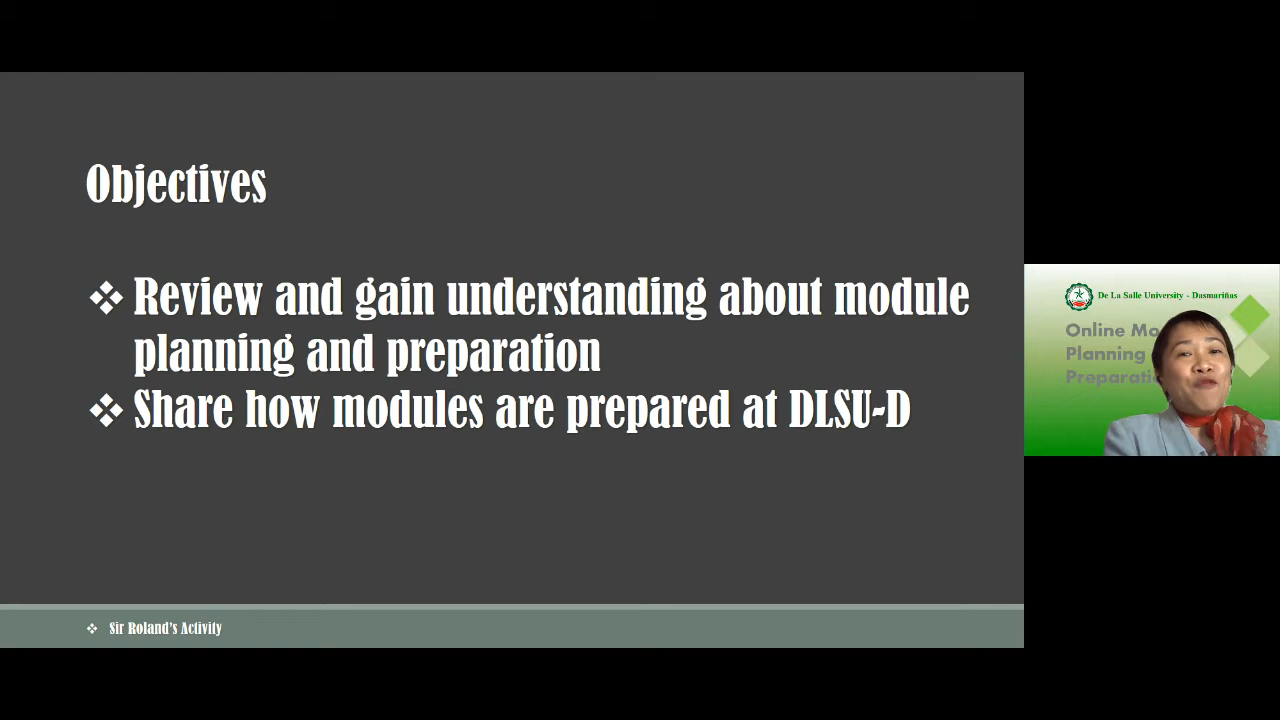 Objectives
❖ Review and gain understanding about module
planning and preparation
❖ Share how modules are prepared at DLSU-D
❖ Sir Roland's Activity
De La Salle University - Dasmariñas
Online Mo
Planning
Preparati